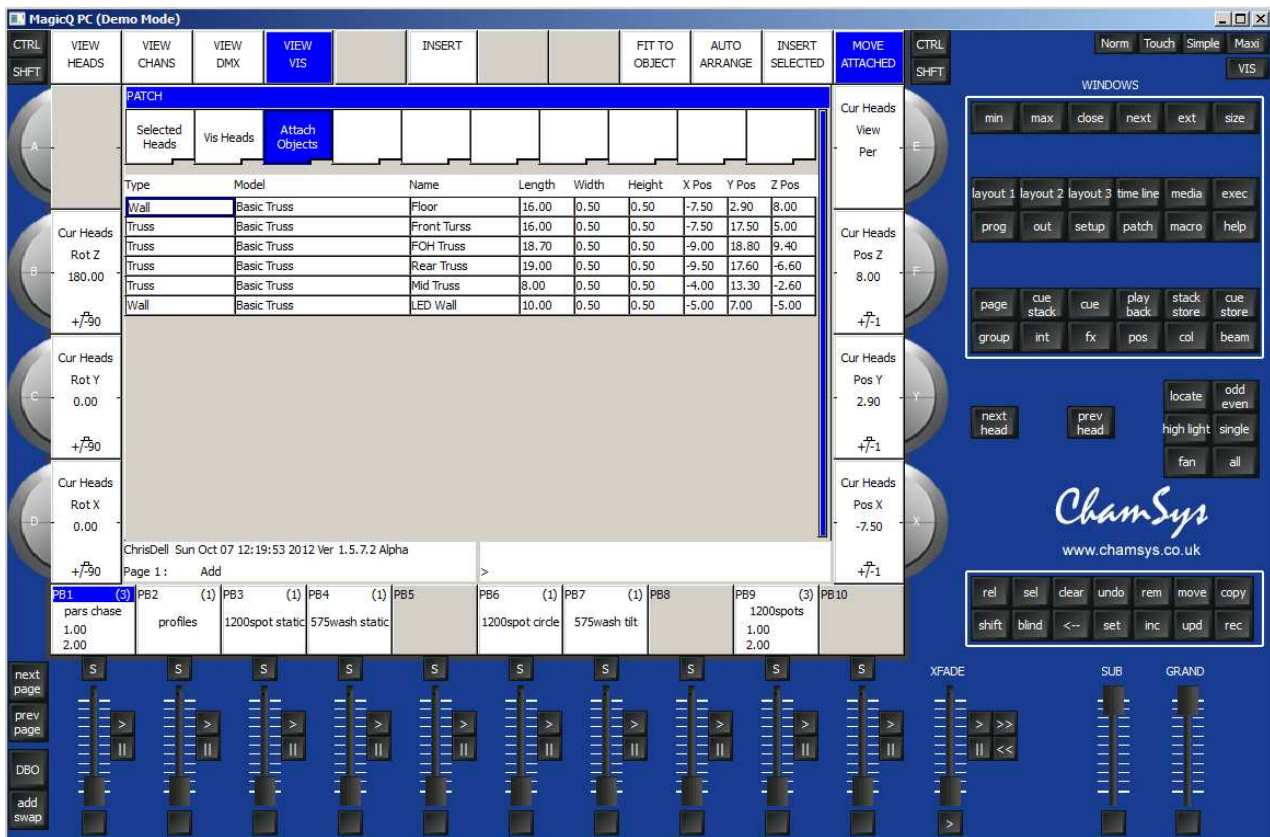 MagicQ PC (Demo Mode)
CTRL
SHFT
VIEW HEADS
VIEW CHANS
VIEW DMX
VIEW VIS
INSERT
FIT TO OBJECT
AUTO ARRANGE
INSERT SELECTED
MOVE ATTACHED
CTRL
SHFT
Norm Touch Simple Maxi
VIS
PATCH
Selected Heads
Vis Heads
Attach Objects
Type Model Name Length Width Height X Pos Y Pos Z Pos
Wall Basic Truss Floor 16.00 0.50 0.50 -7.50 2.90 8.00
Truss Basic Truss Front Turss 16.00 0.50 0.50 -7.50 17.50 5.00
Truss Basic Truss FOH Truss 18.70 0.50 0.50 -9.00 18.80 9.40
Truss Basic Truss Rear Truss 19.00 0.50 0.50 -9.50 17.60 -6.60
Truss Basic Truss Mid Truss 8.00 0.50 0.50 -4.00 13.30 -2.60
Wall Basic Truss LED Wall 10.00 0.50 0.50 -5.00 7.00 -5.00
A
B
C
D
Cur Heads
Rot Z
180.00
+/-90
Cur Heads
Rot Y
0.00
+/-90
Cur Heads
Rot X
0.00
+/-90
Cur Heads
View
Per
Cur Heads
Pos Z
8.00
+/-1
Cur Heads
Pos Y
2.90
+/-1
Cur Heads
Pos X
-7.50
+/-1
E
F
Y
X
ChrisDell Sun Oct 07 12:19:53 2012 Ver 1.5.7.2 Alpha
Page 1: Add
>
PB1 (3)
pars chase
1.00
2.00
PB2 (1)
profiles
PB3 (1)
1200spot static
PB4 (1)
575wash static
PB5
PB6 (1)
1200spot circle
PB7 (1)
575wash tilt
PB8
PB9 (3)
1200spots
1.00
2.00
PB10
WINDOWS
min max close next ext size
layout 1 layout 2 layout 3 time line media exec
prog out setup patch macro help
page cue stack cue play back stack store cue store
group int fx pos col beam
next head
prev head
locate odd even
high light single
fan all
ChamSys
www.chamsys.co.uk
rel sel clear undo rem move copy
shift blind <-- set inc upd rec
next page
prev page
DBO
add swap
S S S S S S S S S S
XFADE
SUB
GRAND
> > > > > > > > > > > >>
|| || || || || || || || || || || <<
>